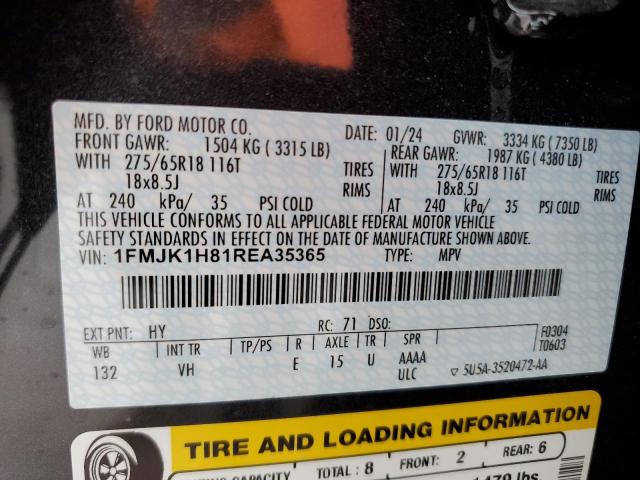 MFD. BY FORD MOTOR CO.
DATE: 01/24 GVWR: 3334 KG ( 7350 LB)
FRONT GAWR: 1504 KG ( 3315 LB)
REAR GAWR: 1987 KG ( 4380 LB)
WITH 275/65R18 116T TIRES
WITH 275/65R18 116T TIRES
18x8.5J RIMS
18x8.5J RIMS
AT 240 kPa/ 35 PSI COLD
AT 240 kPa/ 35 PSI COLD
THIS VEHICLE CONFORMS TO ALL APPLICABLE FEDERAL MOTOR VEHICLE
SAFETY STANDARDS IN EFFECT ON THE DATE OF MANUFACTURE SHOWN ABOVE.
VIN: 1FMJK1H81REA35365 TYPE: MPV
EXT PNT: HY RC: 71 DSO: F0304
WB INT TR TP/PS R AXLE TR SPR T0603
132 VH E 15 U AAAA
ULC ▽ 5U5A-3520472-AA
TIRE AND LOADING INFORMATION
CAPACITY TOTAL : 8 FRONT: 2 REAR: 6
lbs